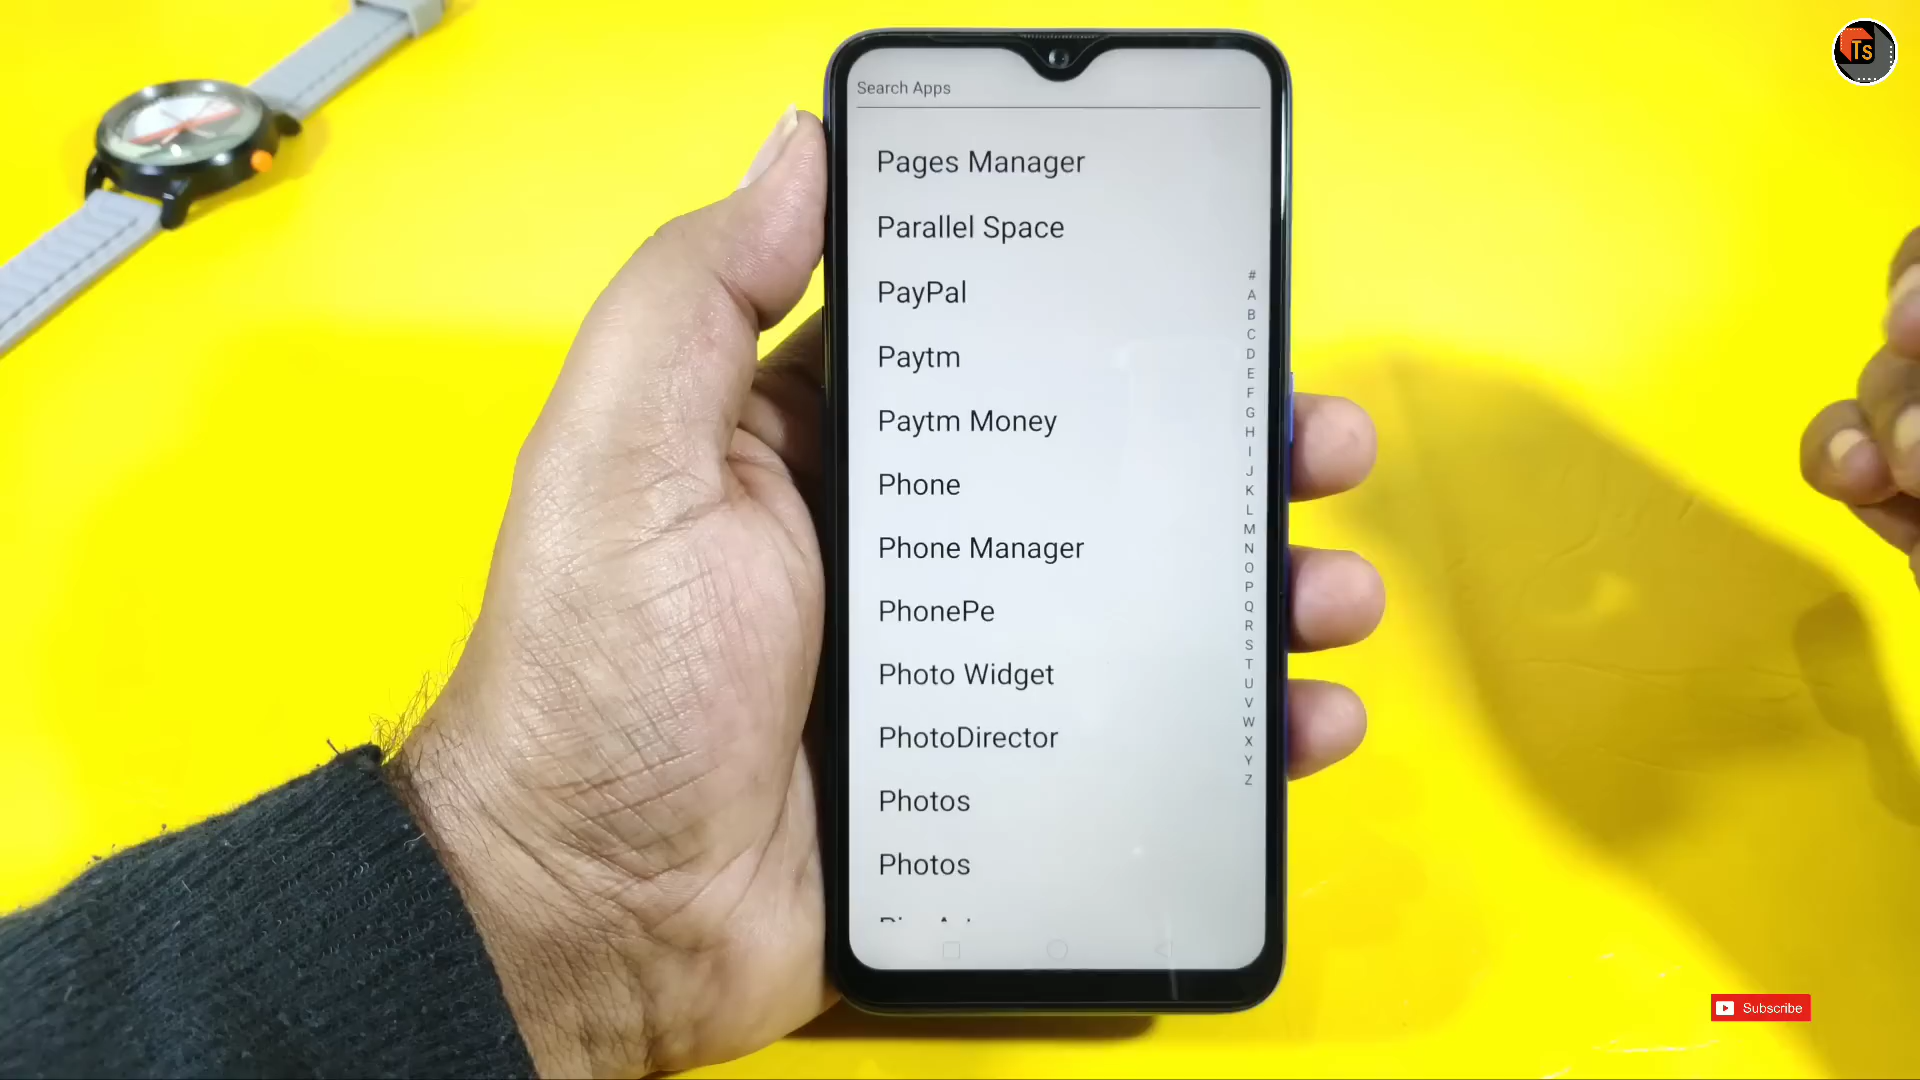 Ts
Search Apps
Pages Manager
Parallel Space
PayPal
Paytm
Paytm Money
Phone
Phone Manager
PhonePe
Photo Widget
PhotoDirector
Photos
Photos
#
A
B
C
D
E
F
G
H
I
J
K
L
M
N
O
P
Q
R
S
T
U
V
W
X
Y
Z
Subscribe